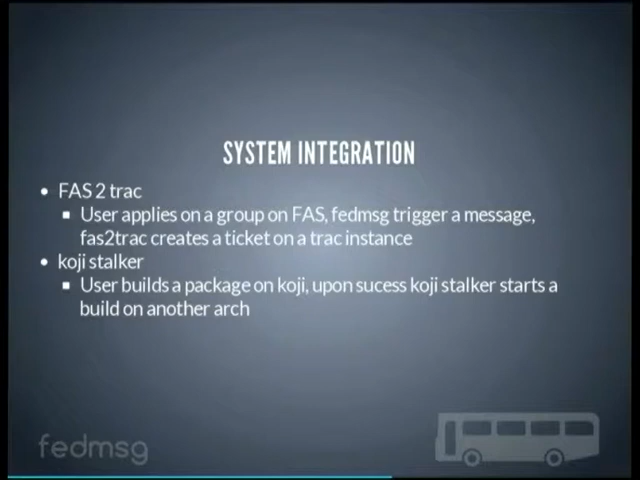 SYSTEM INTEGRATION
• FAS 2 trac
▪ User applies on a group on FAS, fedmsg trigger a message,
fas2trac creates a ticket on a trac instance
• koji stalker
▪ User builds a package on koji, upon sucess koji stalker starts a
build on another arch
fedmsg